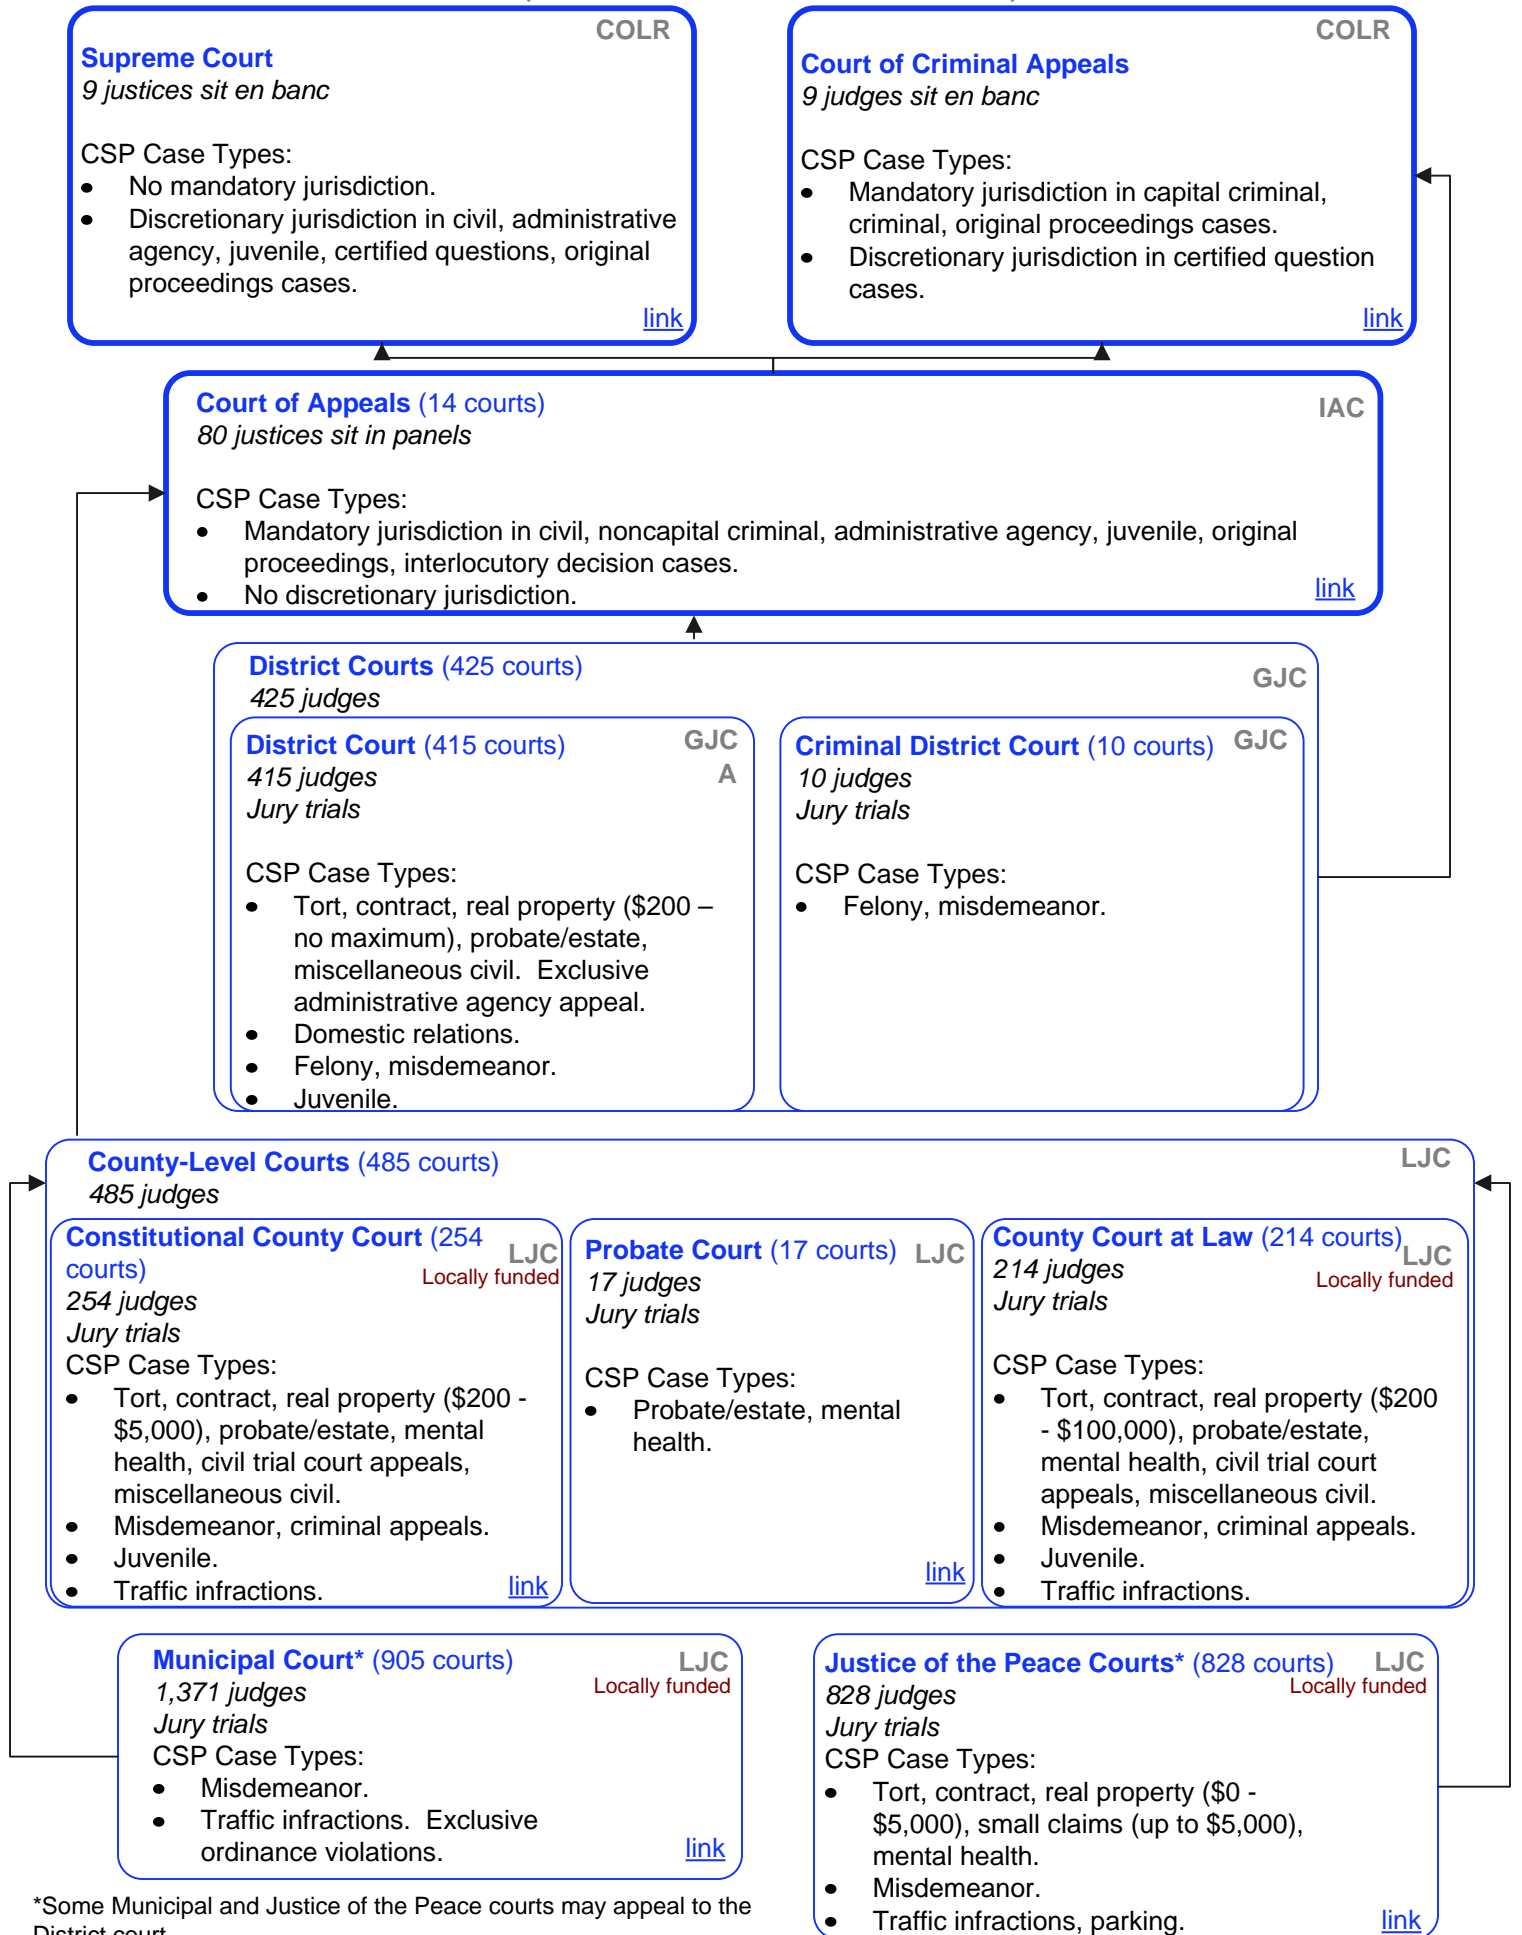 COLR
Supreme Court
9 justices sit en banc
CSP Case Types:
• No mandatory jurisdiction.
• Discretionary jurisdiction in civil, administrative
agency, juvenile, certified questions, original
proceedings cases.
link
COLR
Court of Criminal Appeals
9 judges sit en banc
CSP Case Types:
• Mandatory jurisdiction in capital criminal,
criminal, original proceedings cases.
• Discretionary jurisdiction in certified question
cases.
link
Court of Appeals (14 courts)
IAC
80 justices sit in panels
CSP Case Types:
• Mandatory jurisdiction in civil, noncapital criminal, administrative agency, juvenile, original
proceedings, interlocutory decision cases.
• No discretionary jurisdiction.
link
District Courts (425 courts)
GJC
425 judges
District Court (415 courts)
GJC
415 judges
A
Jury trials
CSP Case Types:
• Tort, contract, real property ($200 –
no maximum), probate/estate,
miscellaneous civil.  Exclusive
administrative agency appeal.
• Domestic relations.
• Felony, misdemeanor.
• Juvenile.
Criminal District Court (10 courts)
GJC
10 judges
Jury trials
CSP Case Types:
• Felony, misdemeanor.
County-Level Courts (485 courts)
LJC
485 judges
Constitutional County Court (254
courts)
LJC
Locally funded
254 judges
Jury trials
CSP Case Types:
• Tort, contract, real property ($200 -
$5,000), probate/estate, mental
health, civil trial court appeals,
miscellaneous civil.
• Misdemeanor, criminal appeals.
• Juvenile.
• Traffic infractions.
link
Probate Court (17 courts)
LJC
17 judges
Jury trials
CSP Case Types:
• Probate/estate, mental
health.
link
County Court at Law (214 courts)
LJC
214 judges
Locally funded
Jury trials
CSP Case Types:
• Tort, contract, real property ($200
- $100,000), probate/estate,
mental health, civil trial court
appeals, miscellaneous civil.
• Misdemeanor, criminal appeals.
• Juvenile.
• Traffic infractions.
Municipal Court* (905 courts)
LJC
1,371 judges
Locally funded
Jury trials
CSP Case Types:
• Misdemeanor.
• Traffic infractions.  Exclusive
ordinance violations.
link
Justice of the Peace Courts* (828 courts)
LJC
828 judges
Locally funded
Jury trials
CSP Case Types:
• Tort, contract, real property ($0 -
$5,000), small claims (up to $5,000),
mental health.
• Misdemeanor.
• Traffic infractions, parking.
link
*Some Municipal and Justice of the Peace courts may appeal to the
District court